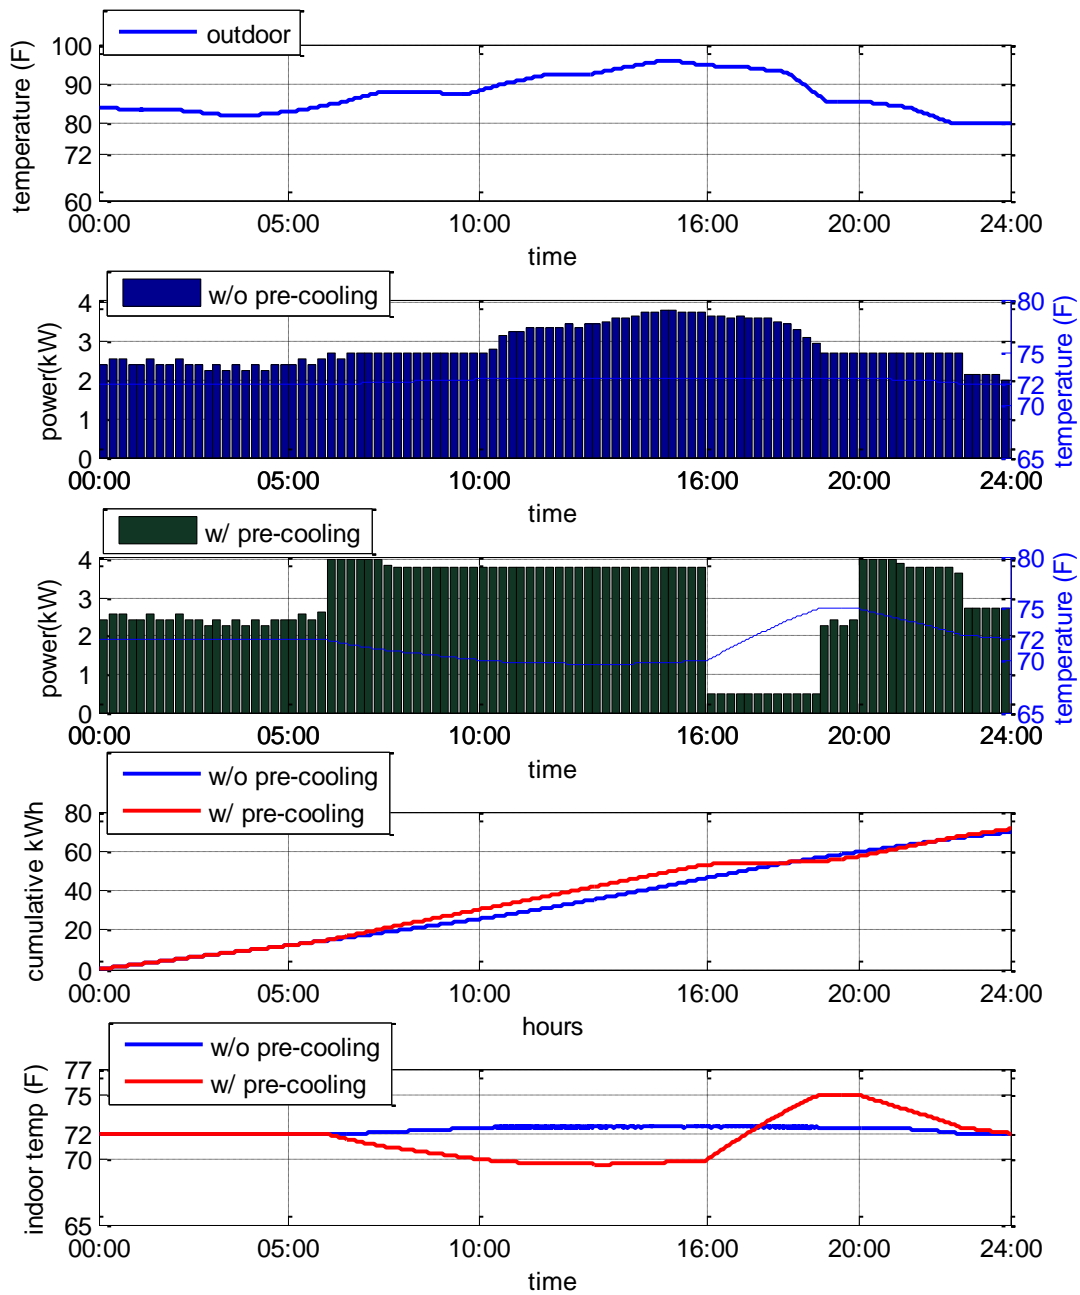 outdoor
temperature (F)
100
90
80
72
60
00:00 05:00 10:00 16:00 20:00 24:00
time
w/o pre-cooling
power(kW)
4
3
2
1
0
80
75
72
70
65
temperature (F)
00:00 05:00 10:00 16:00 20:00 24:00
time
w/ pre-cooling
power(kW)
4
3
2
1
0
80
75
72
70
65
temperature (F)
00:00 05:00 10:00 16:00 20:00 24:00
time
w/o pre-cooling
w/ pre-cooling
cumulative kWh
80
60
40
20
0
00:00 05:00 10:00 16:00 20:00 24:00
hours
w/o pre-cooling
w/ pre-cooling
indoor temp (F)
77
75
72
70
65
00:00 05:00 10:00 16:00 20:00 24:00
time